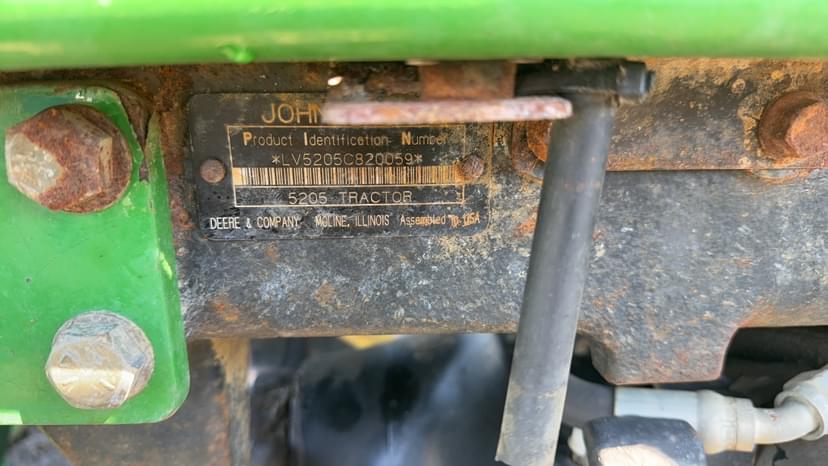 JOHN
Product Identification Number
*LV5205C820059*
5205 TRACTOR
DEERE & COMPANY MOLINE, ILLINOIS Assembled in USA